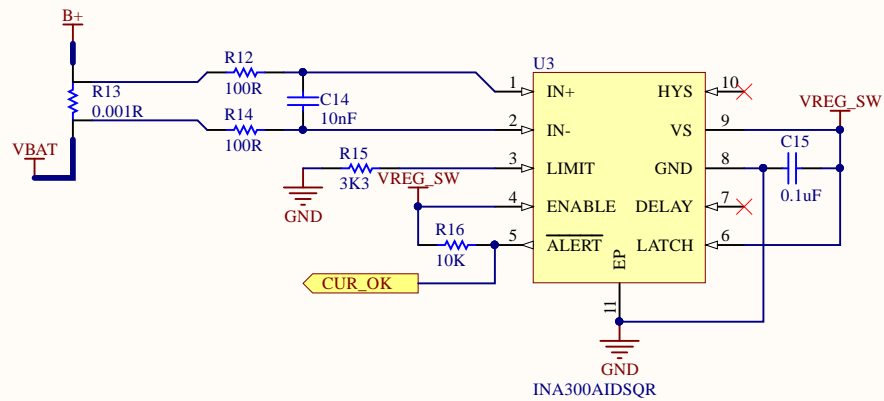 B+
R12
100R
R13
0.001R
C14
10nF
R14
100R
VBAT
R15
3K3
GND
VREG_SW
R16
10K
CUR_OK
U3
1 IN+
2 IN-
3 LIMIT
4 ENABLE
5 ALERT
HYS 10
VS 9
GND 8
DELAY 7
LATCH 6
EP
11
VREG_SW
C15
0.1uF
GND
INA300AIDSQR